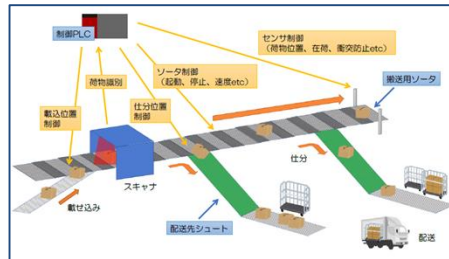 制御PLC
センサ制御
(荷物位置、在荷、衝突防止etc)
ソータ制御
(起動、停止、速度etc)
荷物識別
搬送用ソータ
載込位置
制御
仕分位置
制御
スキャナ
仕分
載せ込み
配送先シュート
配送